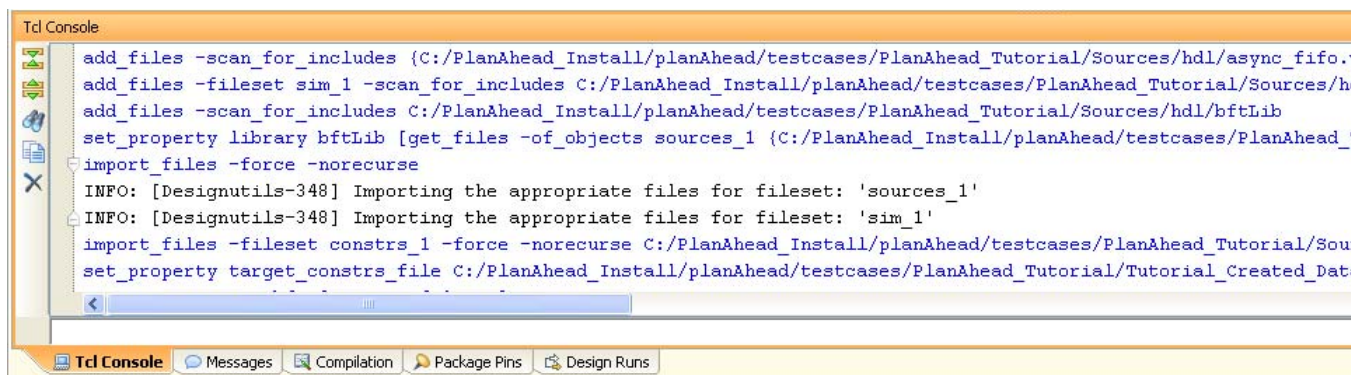 Tcl Console
add_files -scan_for_includes {C:/PlanAhead_Install/planAhead/testcases/PlanAhead_Tutorial/Sources/hdl/async_fifo.v
add_files -fileset sim_1 -scan_for_includes C:/PlanAhead_Install/planAhead/testcases/PlanAhead_Tutorial/Sources/h
add_files -scan_for_includes C:/PlanAhead_Install/planAhead/testcases/PlanAhead_Tutorial/Sources/hdl/bftLib
set_property library bftLib [get_files -of_objects sources_1 {C:/PlanAhead_Install/planAhead/testcases/PlanAhead_
import_files -force -norecurse
INFO: [Designutils-348] Importing the appropriate files for fileset: 'sources_1'
INFO: [Designutils-348] Importing the appropriate files for fileset: 'sim_1'
import_files -fileset constrs_1 -force -norecurse C:/PlanAhead_Install/planAhead/testcases/PlanAhead_Tutorial/Sou
set_property target_constrs_file C:/PlanAhead_Install/planAhead/testcases/PlanAhead_Tutorial/Tutorial_Created_Dat
Tcl Console Messages Compilation Package Pins Design Runs